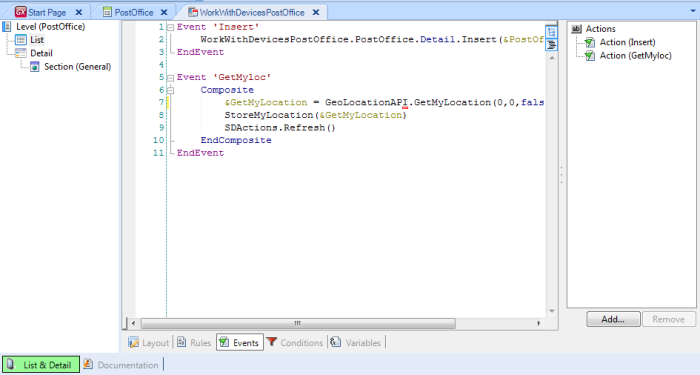 GX Start Page X PostOffice X WorkWithDevicesPostOffice X
Level (PostOffice)
List
Detail
Section (General)
1 Event 'Insert'
2 WorkWithDevicesPostOffice.PostOffice.Detail.Insert(&PostOf
3 EndEvent
4
5 Event 'GetMyloc'
6 Composite
7 &GetMyLocation = GeoLocationAPI.GetMyLocation(0,0,fals
8 StoreMyLocation(&GetMyLocation)
9 SDActions.Refresh()
10 EndComposite
11 EndEvent
Actions
Action (Insert)
Action (GetMyloc)
Add... Remove
Layout Rules Events Conditions Variables
List & Detail Documentation